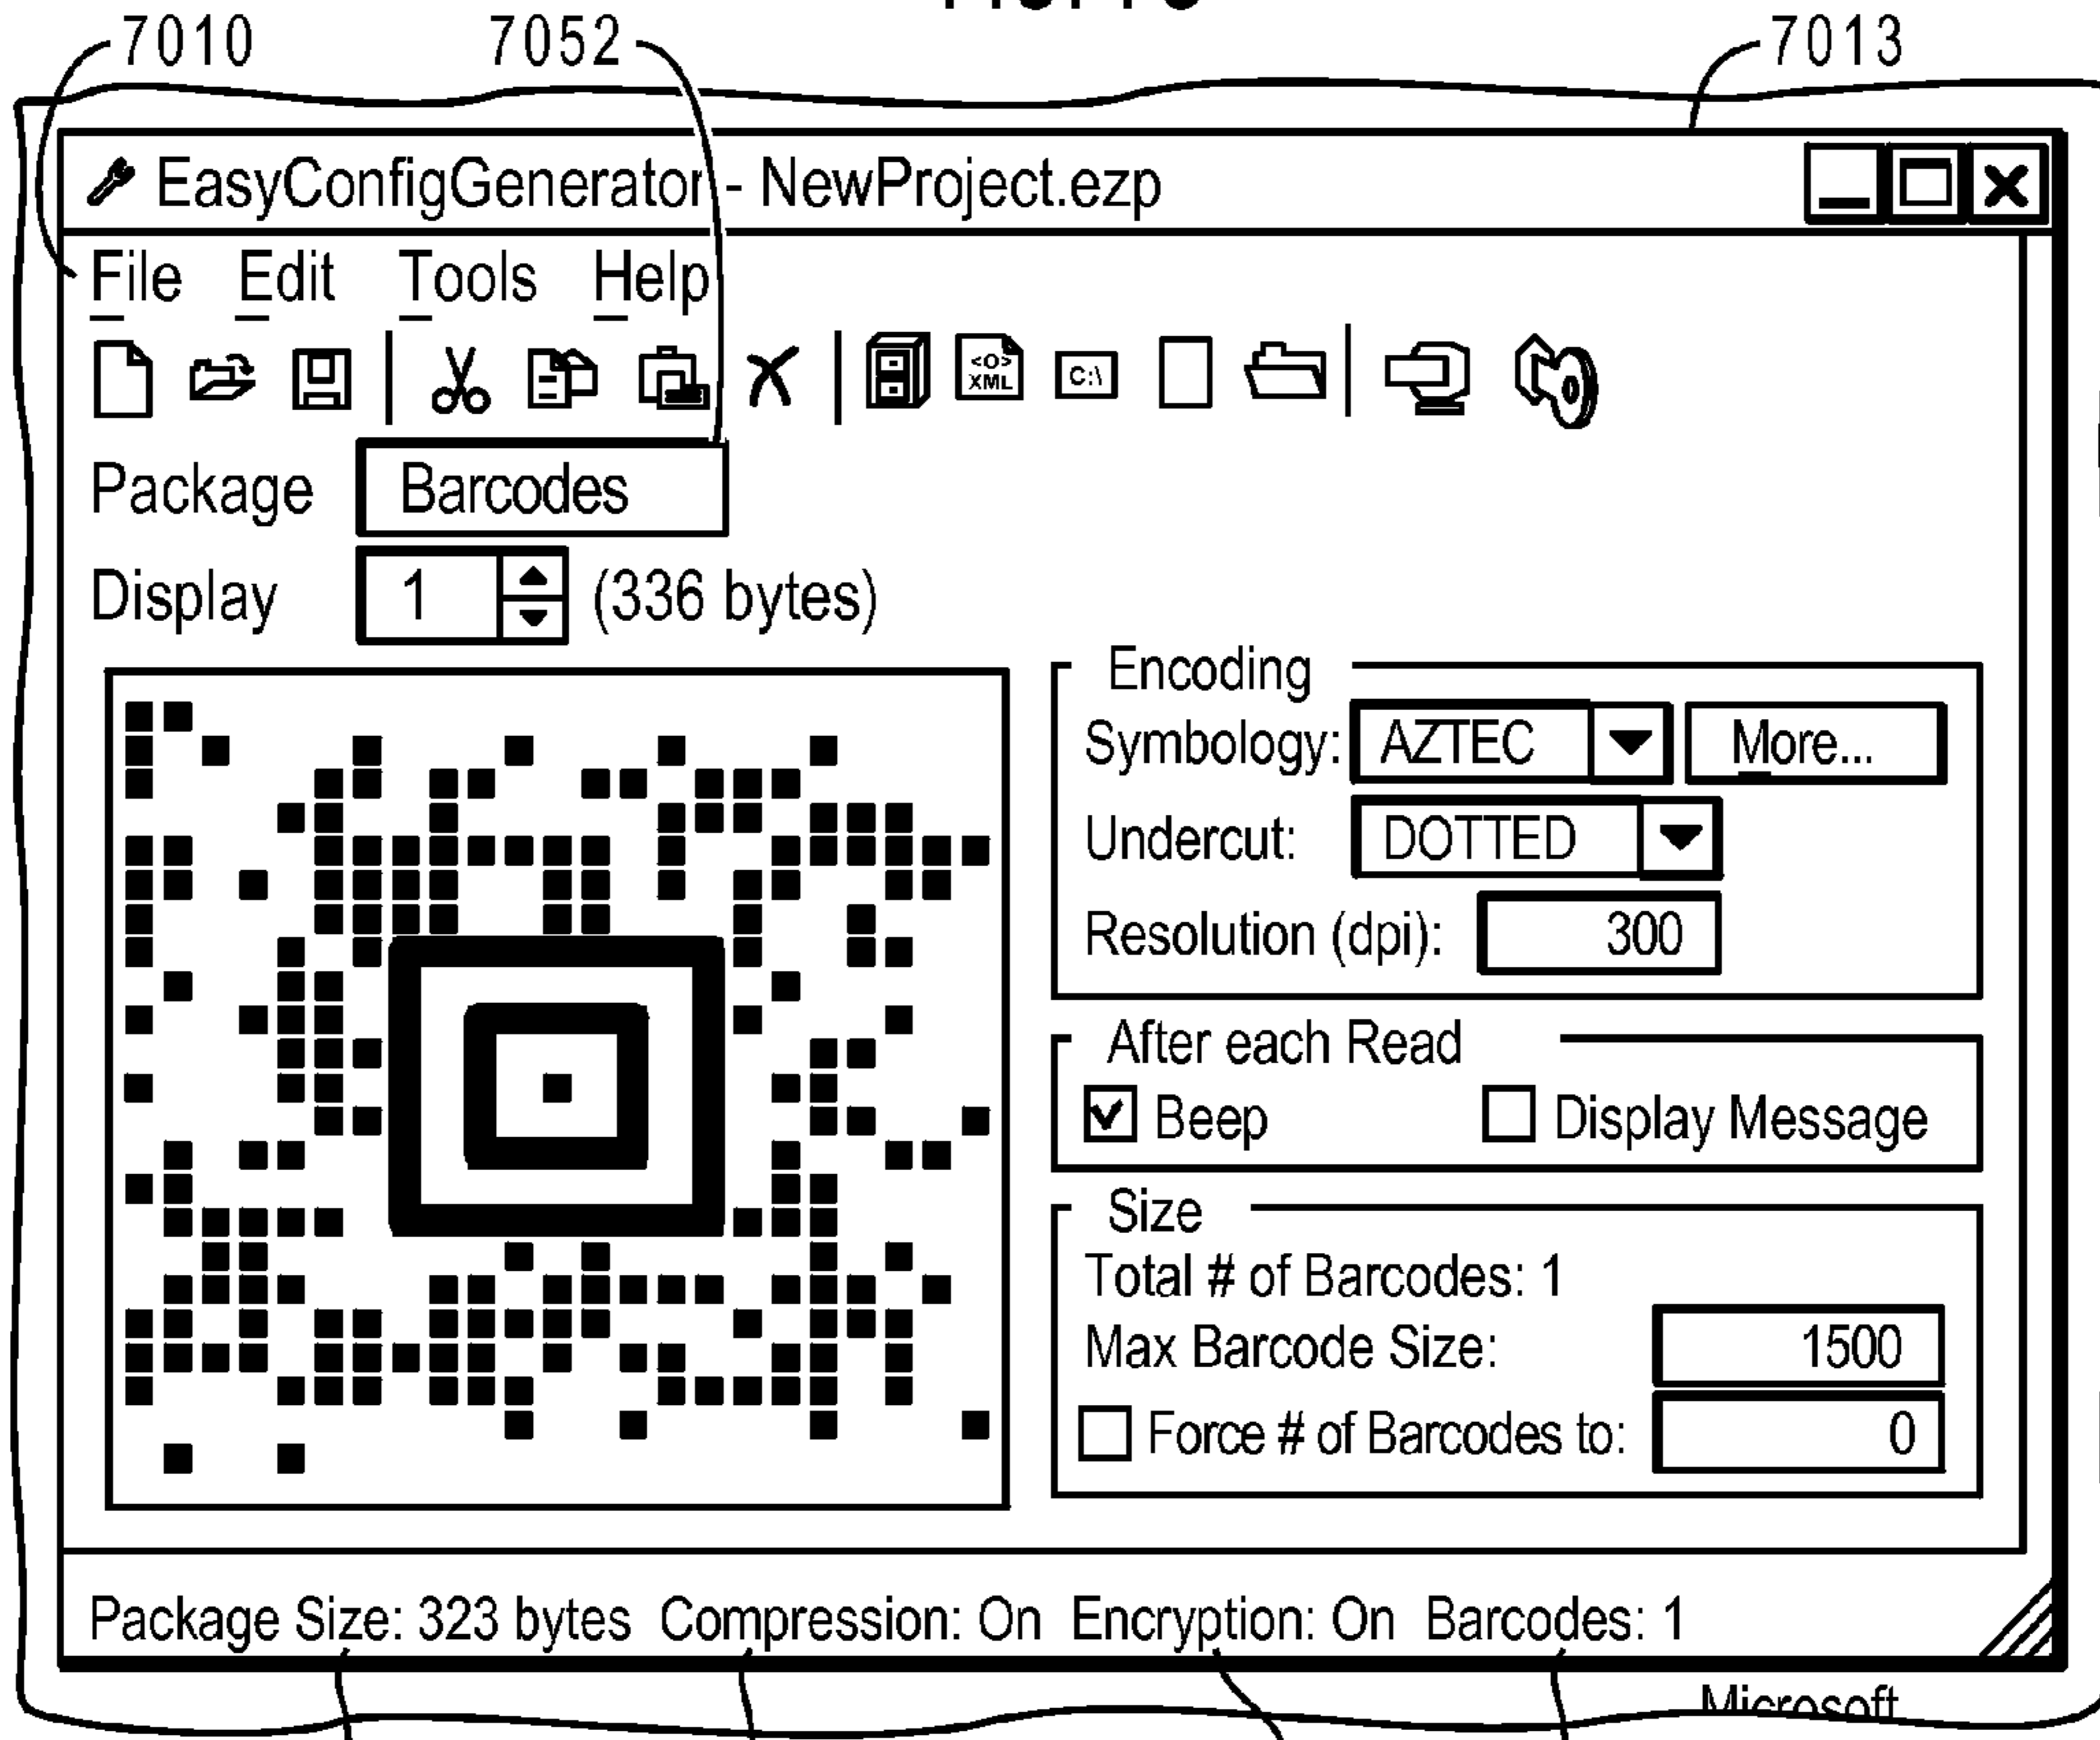 7010 7052 7013
EasyConfigGenerator - NewProject.ezp
File Edit Tools Help
<O>
XML
C:\
Package Barcodes
Display 1 (336 bytes)
Encoding
Symbology: AZTEC More...
Undercut: DOTTED
Resolution (dpi): 300
After each Read
Beep Display Message
Size
Total # of Barcodes: 1
Max Barcode Size: 1500
Force # of Barcodes to: 0
Package Size: 323 bytes Compression: On Encryption: On Barcodes: 1
Microsoft